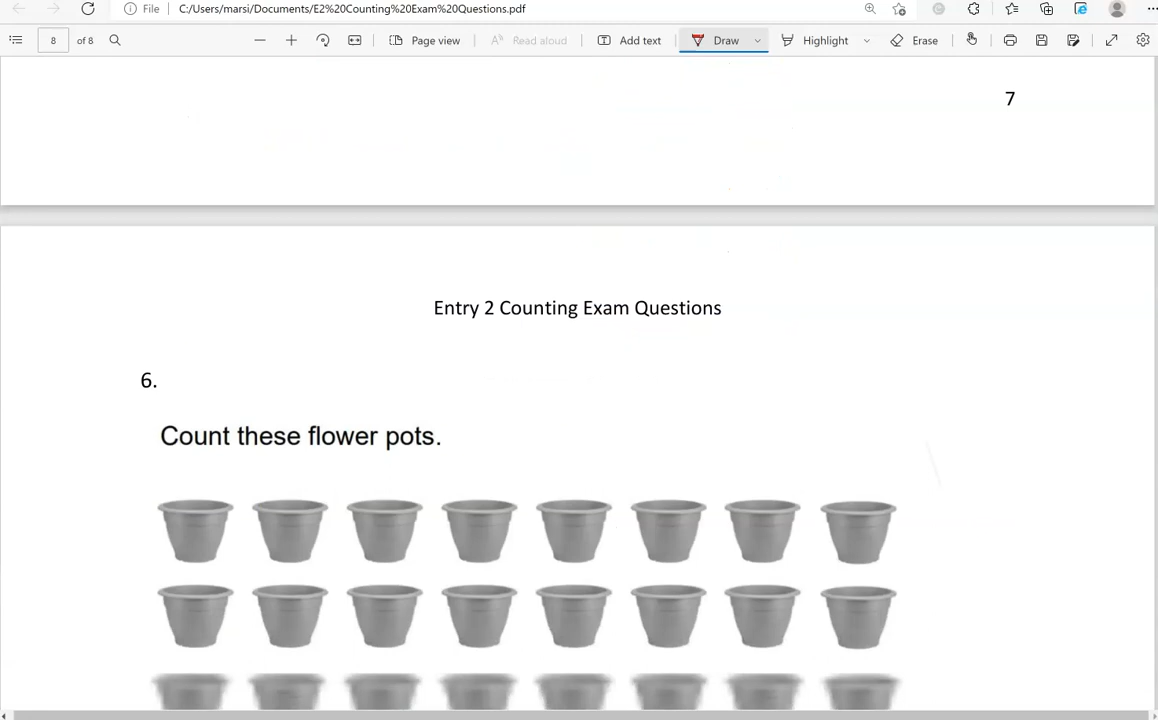 File C:/Users/marsi/Documents/E2%20Counting%20Exam%20Questions.pdf
8 of 8 Page view Read aloud Add text Draw Highlight Erase
7
Entry 2 Counting Exam Questions
6.
Count these flower pots.